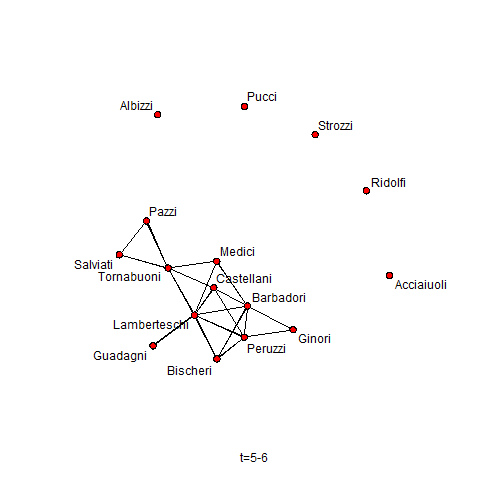 Pucci
Albizzi
Strozzi
Ridolfi
Pazzi
Medici
Salviati
Tornabuoni
Castellani
Acciaiuoli
Barbadori
Lamberteschi
Ginori
Peruzzi
Guadagni
Bischeri
t=5-6